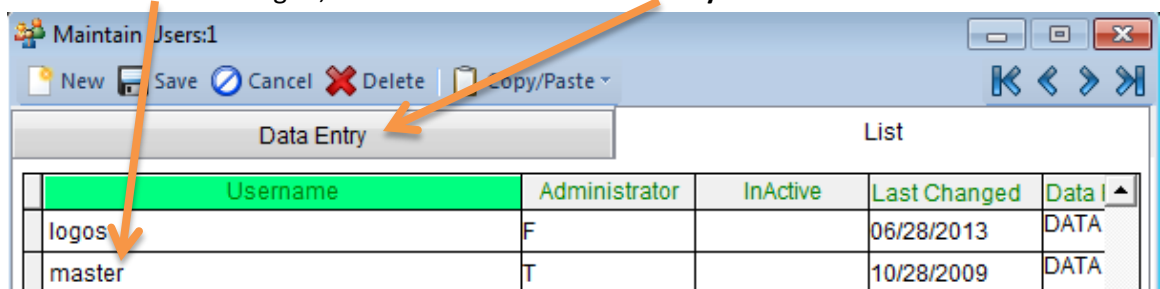 Maintain Users:1
New Save Cancel Delete Copy/Paste
Data Entry List
Username Administrator InActive Last Changed Data
logos F 06/28/2013 DATA
master T 10/28/2009 DATA